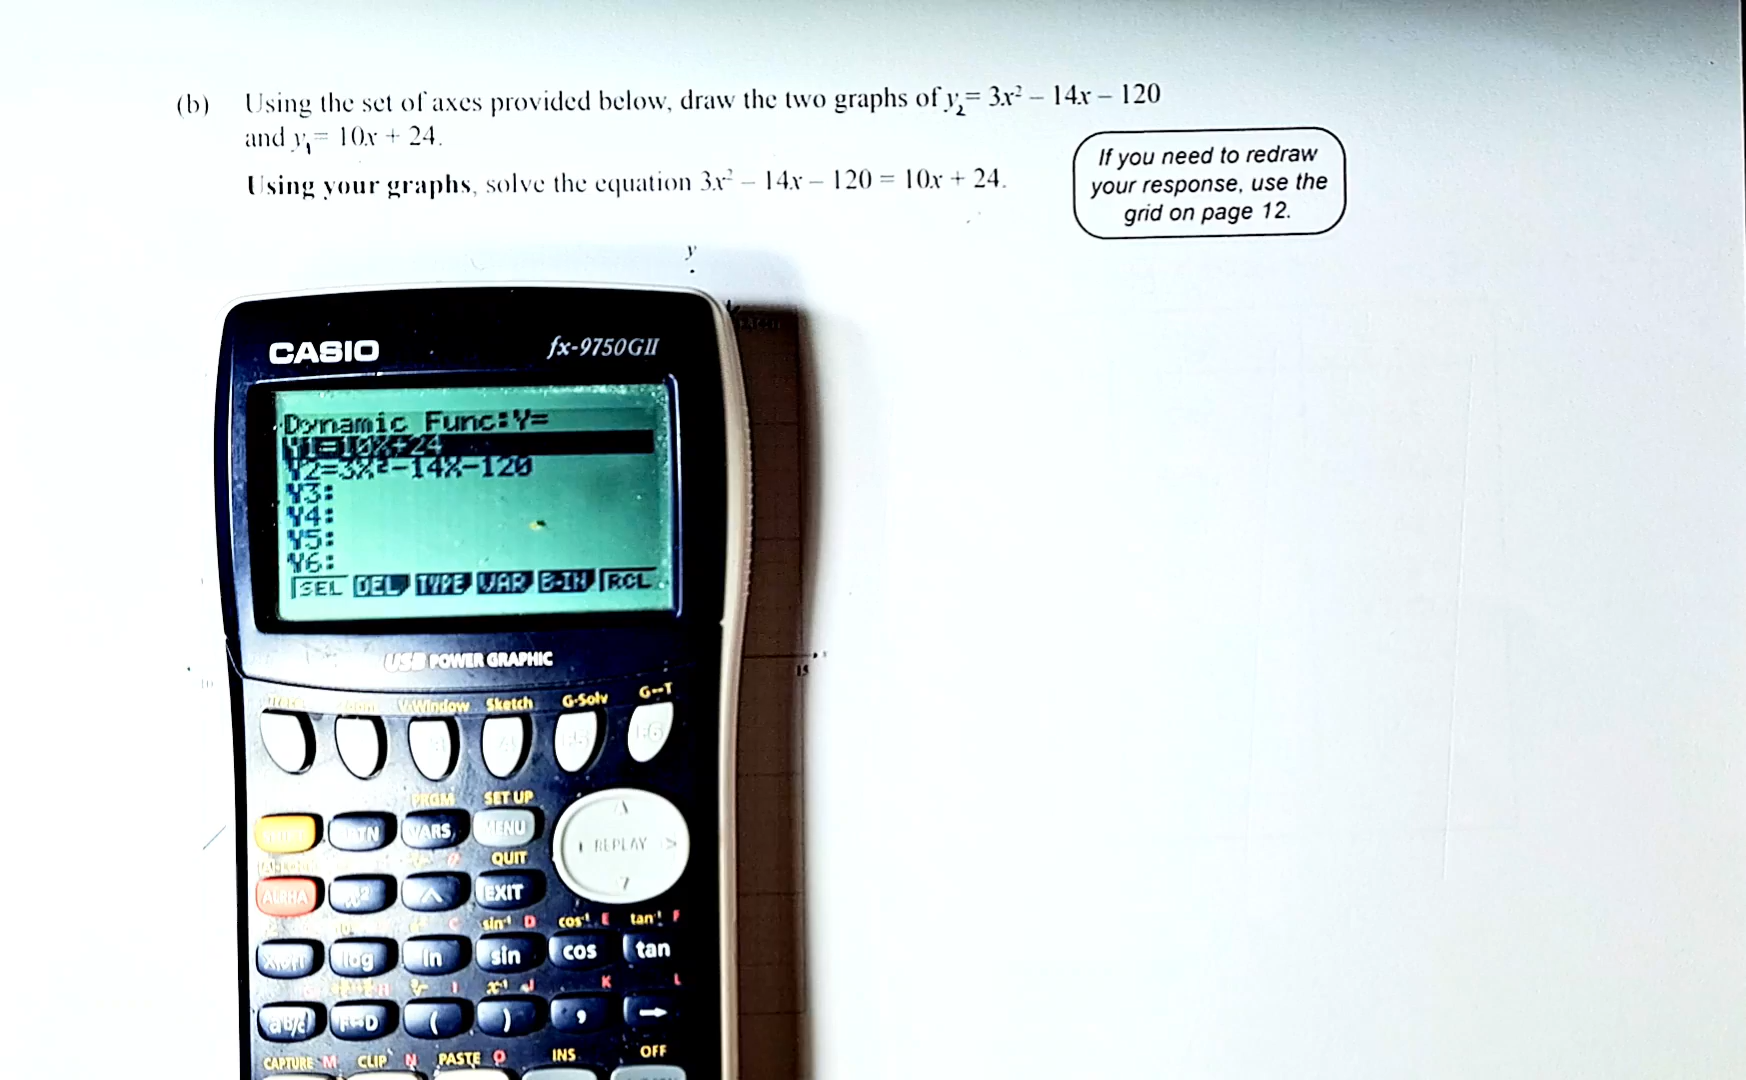 (b) Using the set of axes provided below, draw the two graphs of y₂= 3x² – 14x – 120
and y₁= 10x + 24.
Using your graphs, solve the equation 3x² – 14x – 120 = 10x + 24.
If you need to redraw
your response, use the
grid on page 12.
y
CASIO
fx-9750GII
Dynamic Func:Y=
Y1=10X+24
Y2=3X²-14X-120
Y3:
Y4:
Y5:
Y6:
SEL DEL TYPE VAR B-IN RCL
USB POWER GRAPHIC
15
10
V-Window Sketch G-Solv G↔T
PRGM SET UP
VARS MENU
REPLAY
QUIT
ALPHA x² ^ EXIT
sin⁻¹ D cos⁻¹ E tan⁻¹ F
log ln sin cos tan
x⁻¹ J K L
a b/c F↔D ( ) , →
CAPTURE M CLIP N PASTE O INS OFF